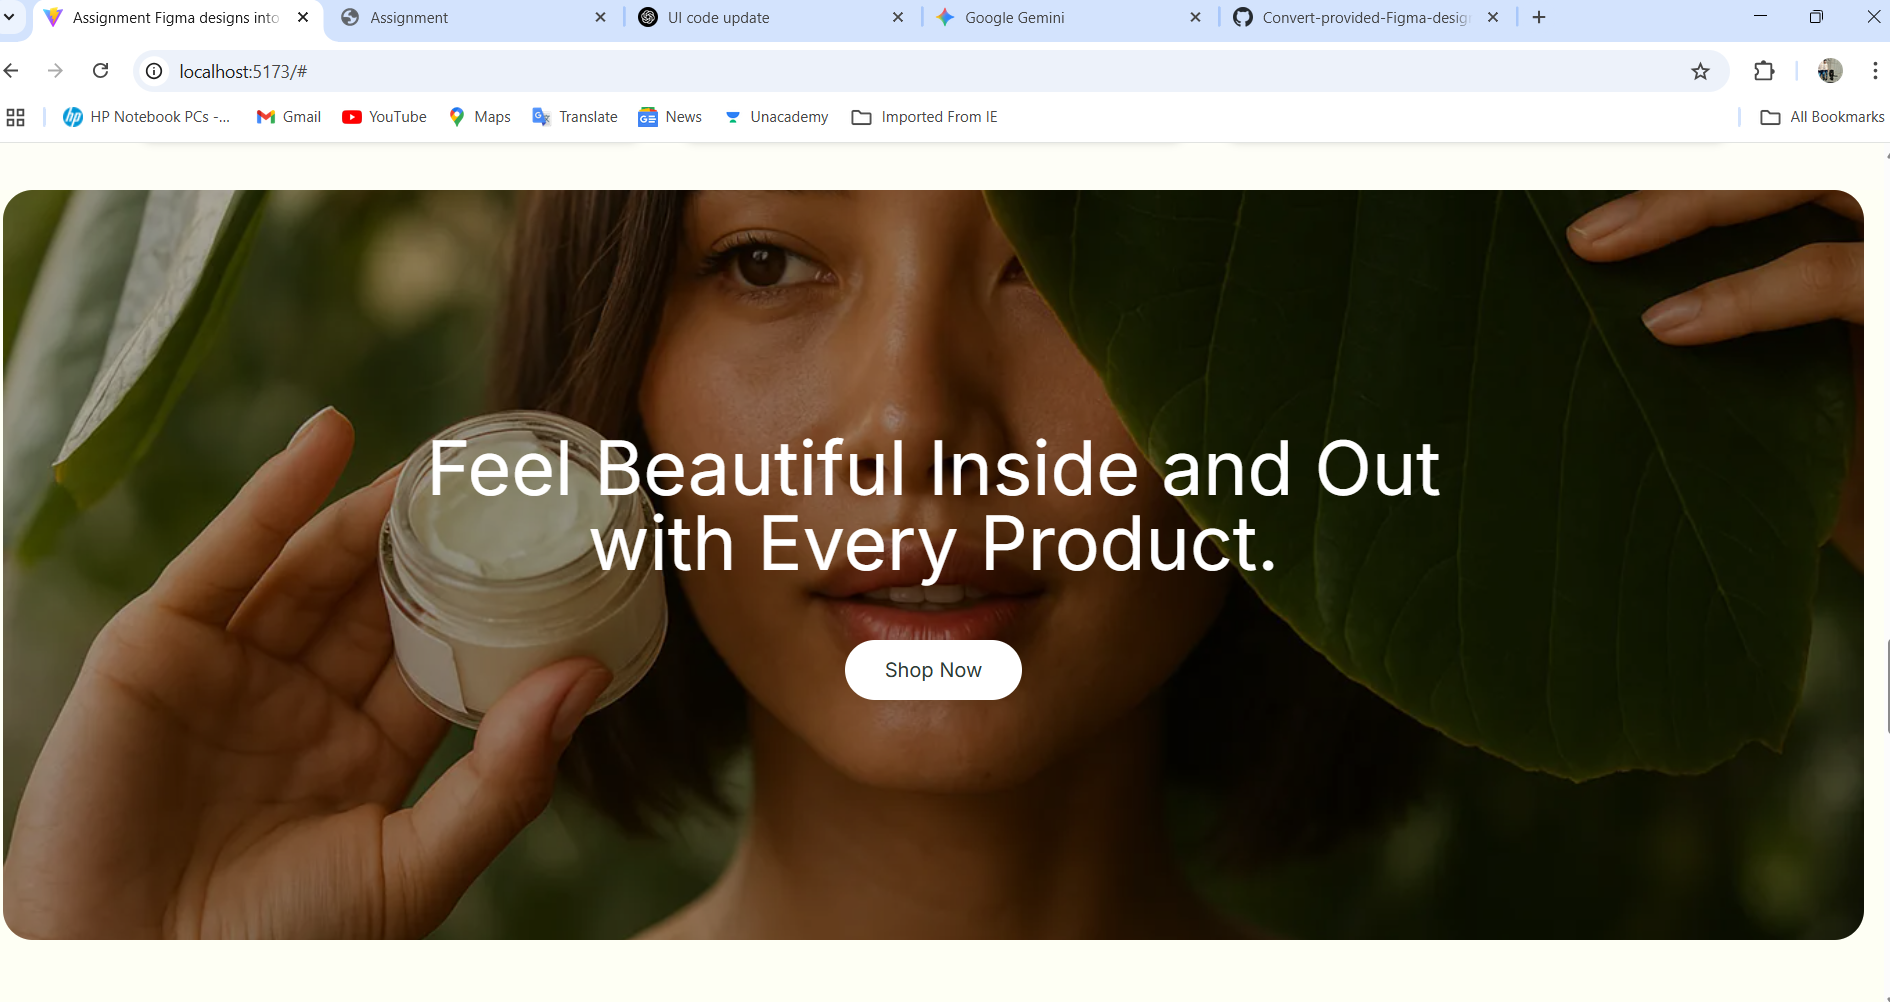 Assignment Figma designs into
Assignment
UI code update
Google Gemini
Convert-provided-Figma-desig
localhost:5173/#
HP Notebook PCs -...
Gmail
YouTube
Maps
Translate
News
Unacademy
Imported From IE
All Bookmarks
Feel Beautiful Inside and Out
with Every Product.
Shop Now